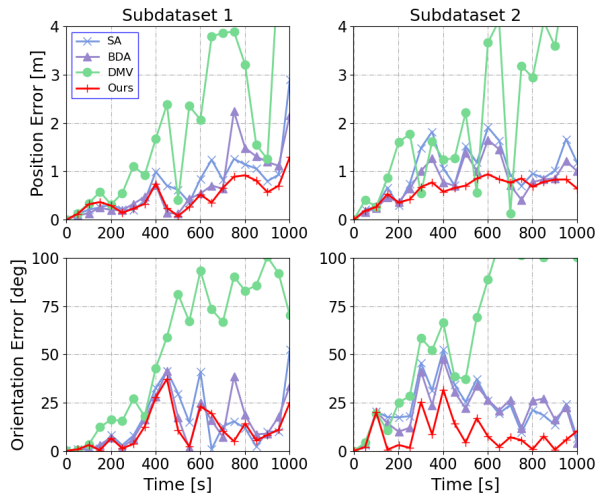 Subdataset 1
Subdataset 2
Position Error [m]
4
3
2
1
0
SA
BDA
DMV
Ours
0 200 400 600 800 1000
4
3
2
1
0
0 200 400 600 800 1000
Orientation Error [deg]
100
75
50
25
0
0 200 400 600 800 1000
Time [s]
100
75
50
25
0
0 200 400 600 800 1000
Time [s]